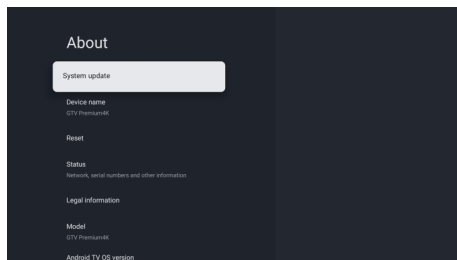 About
System update
Device name
GTV Premium4K
Reset
Status
Network, serial numbers and other information
Legal information
Model
GTV Premium4K
Android TV OS version